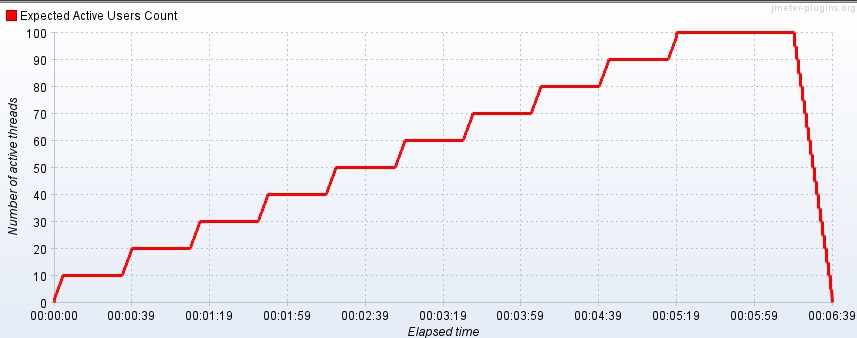 jmeter-plugins.org
Expected Active Users Count
100
90
80
70
60
50
40
30
20
10
0
Number of active threads
00:00:00 00:00:39 00:01:19 00:01:59 00:02:39 00:03:19 00:03:59 00:04:39 00:05:19 00:05:59 00:06:39
Elapsed time